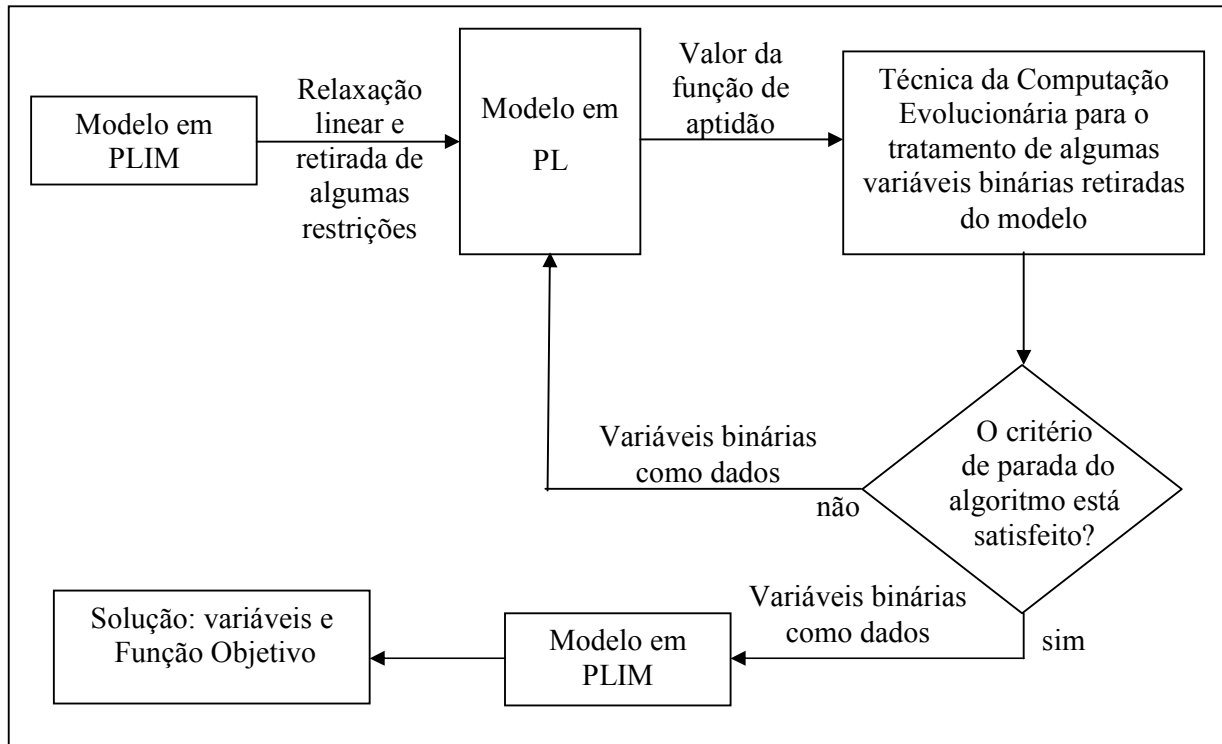 Modelo em
PLIM
Relaxação
linear e
retirada de
algumas
restrições
Modelo em
PL
Valor da
função de
aptidão
Técnica da Computação
Evolucionária para o
tratamento de algumas
variáveis binárias retiradas
do modelo
O critério
de parada do
algoritmo está
satisfeito?
Variáveis binárias
como dados
não
Variáveis binárias
como dados
sim
Modelo em
PLIM
Solução: variáveis e
Função Objetivo